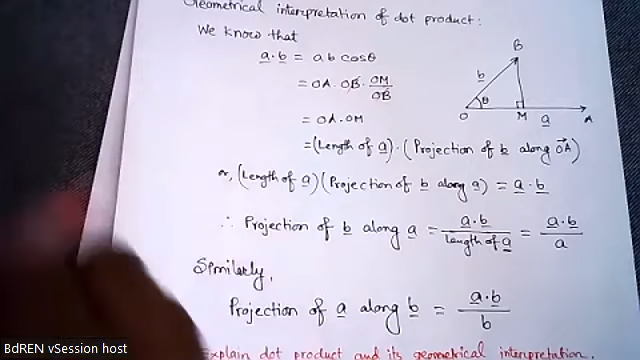 Geometrical interpretation of dot product:
We know that
a·b = ab cosθ
= OA · OB · OM/OB
= OA · OM
= (Length of a) · (Projection of b along OA)
or, (Length of a) (Projection of b along a) = a·b
∴ Projection of b along a = a·b/Length of a = a·b/a
Similarly,
Projection of a along b = a·b/b
Explain dot product and its geometrical interpretation.
B
b
θ
O M A
a
BdREN vSession host